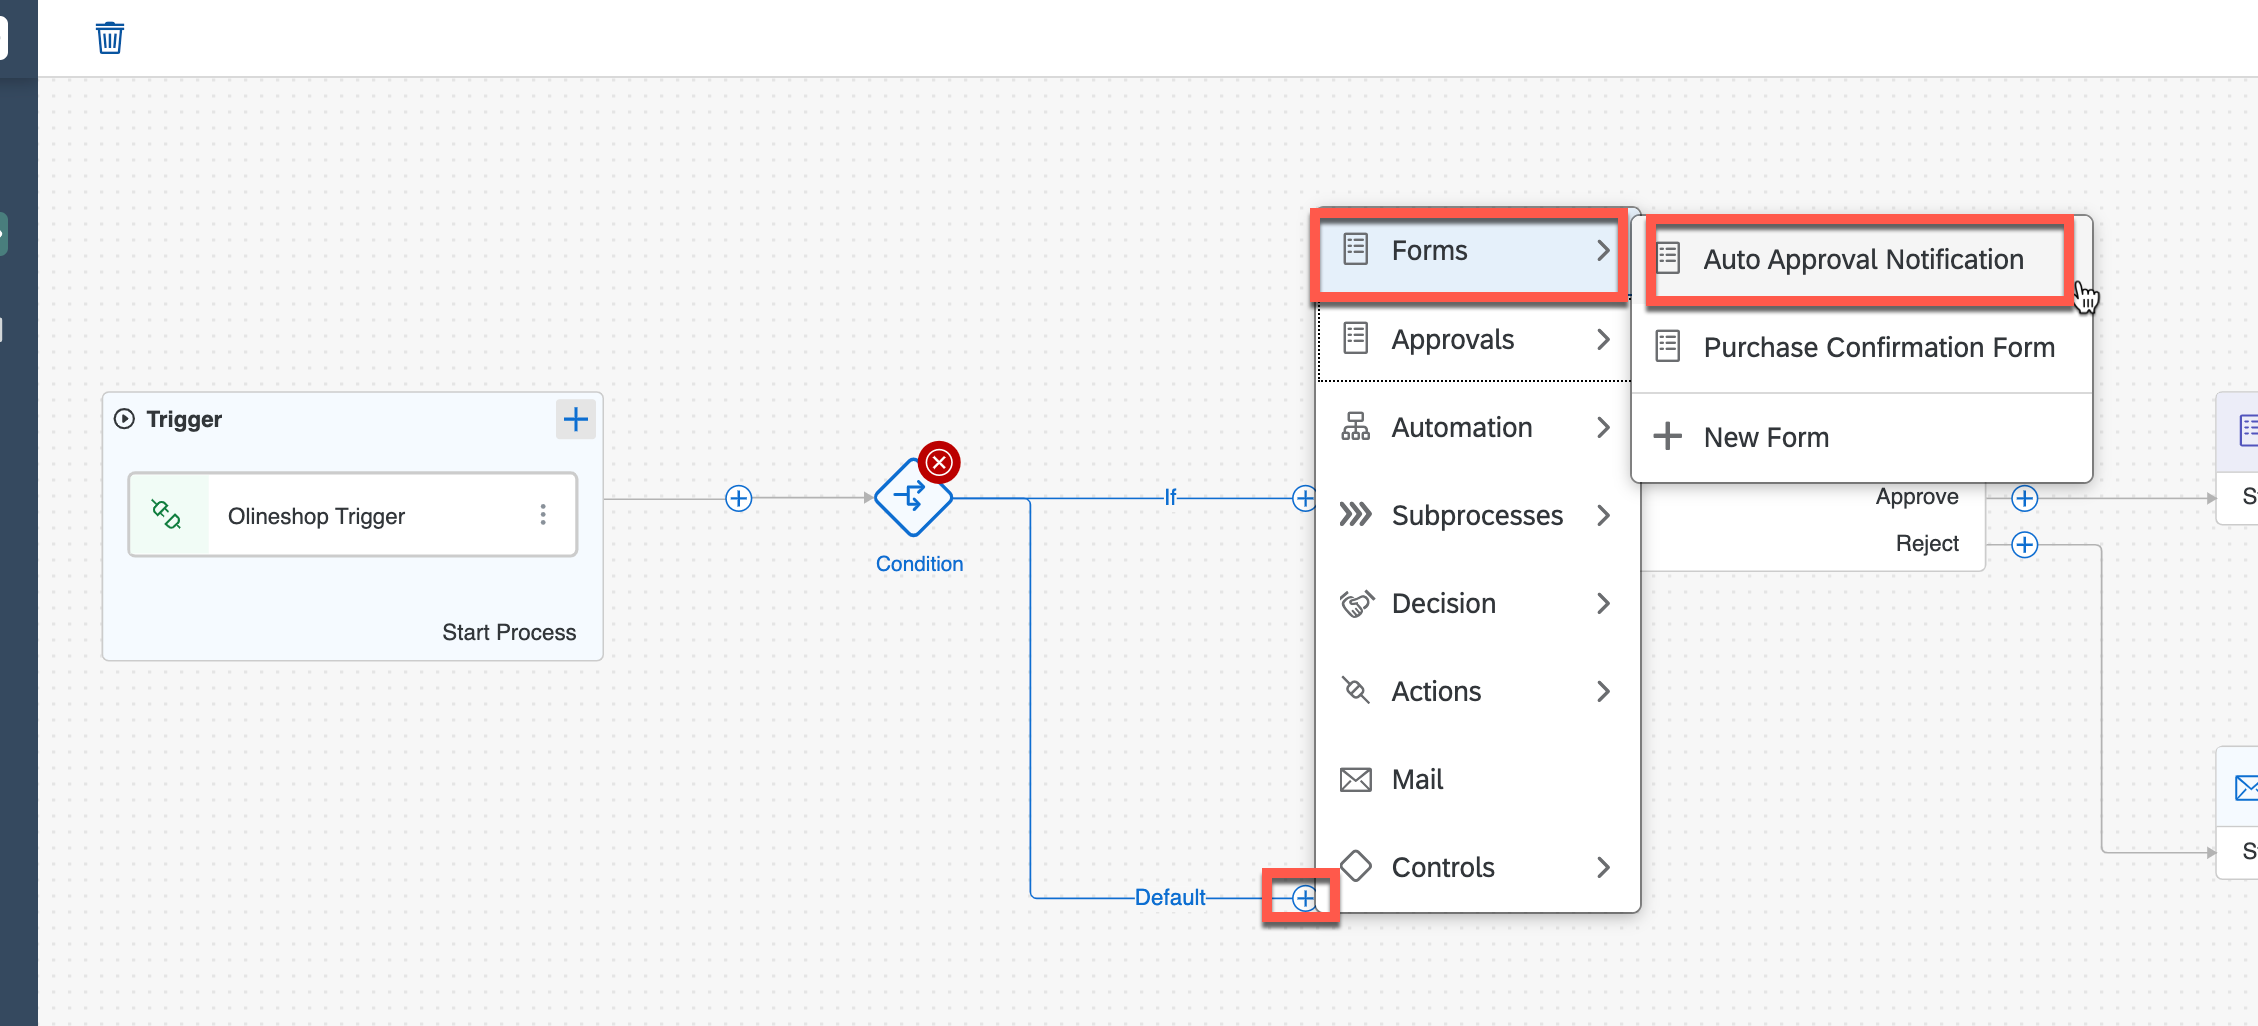 Trigger
Olineshop Trigger
Start Process
Condition
If
Default
Forms
Approvals
Automation
Subprocesses
Decision
Actions
Mail
Controls
Auto Approval Notification
Purchase Confirmation Form
New Form
Approve
Reject